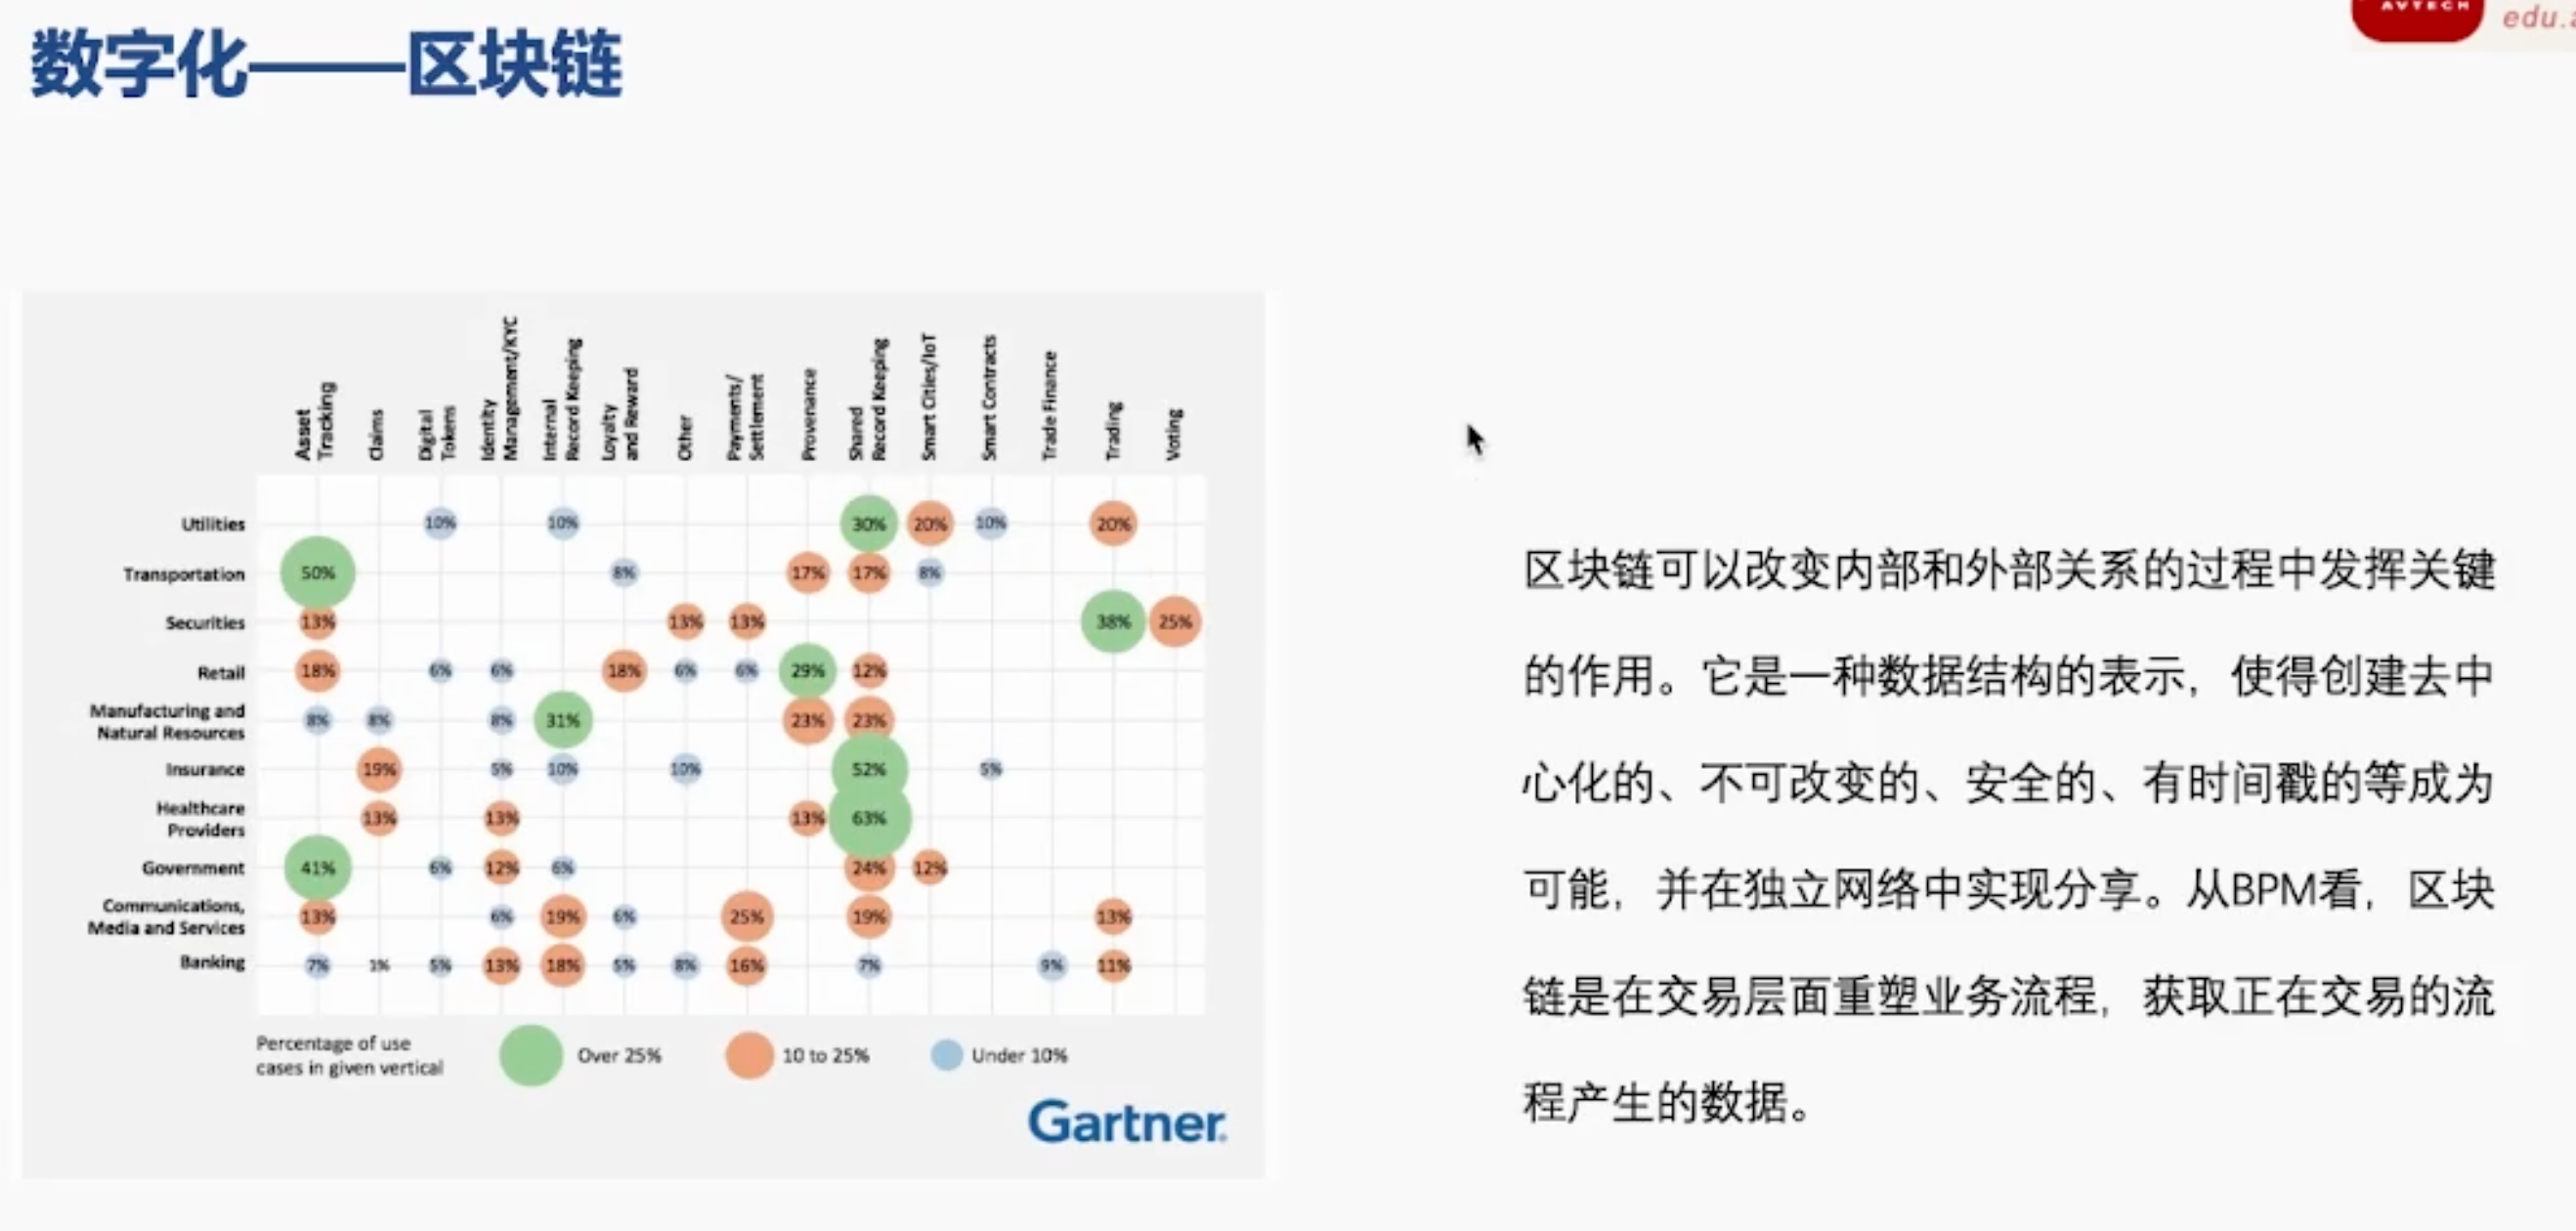 AVTECH
edu.
数字化——区块链
Asset Tracking
Claims
Digital Tokens
Identity Management/KYC
Internal Record Keeping
Loyalty and Reward
Other
Payments/ Settlement
Provenance
Shared Record Keeping
Smart Cities/IoT
Smart Contracts
Trade Finance
Trading
Voting
Utilities 10% 10% 30% 20% 10% 20%
Transportation 50% 8% 17% 17% 8%
Securities 13% 13% 13% 38% 25%
Retail 18% 6% 6% 18% 6% 6% 29% 12%
Manufacturing and
Natural Resources 8% 8% 8% 31% 23% 23%
Insurance 19% 5% 10% 10% 52% 5%
Healthcare
Providers 13% 13% 13% 63%
Government 41% 6% 12% 6% 24% 12%
Communications,
Media and Services 13% 6% 19% 6% 25% 19% 13%
Banking 7% 1% 5% 13% 18% 5% 8% 16% 7% 9% 11%
Percentage of use
cases in given vertical
Over 25%
10 to 25%
Under 10%
Gartner.
区块链可以改变内部和外部关系的过程中发挥关键
的作用。它是一种数据结构的表示，使得创建去中
心化的、不可改变的、安全的、有时间戳的等成为
可能，并在独立网络中实现分享。从BPM看，区块
链是在交易层面重塑业务流程，获取正在交易的流
程产生的数据。